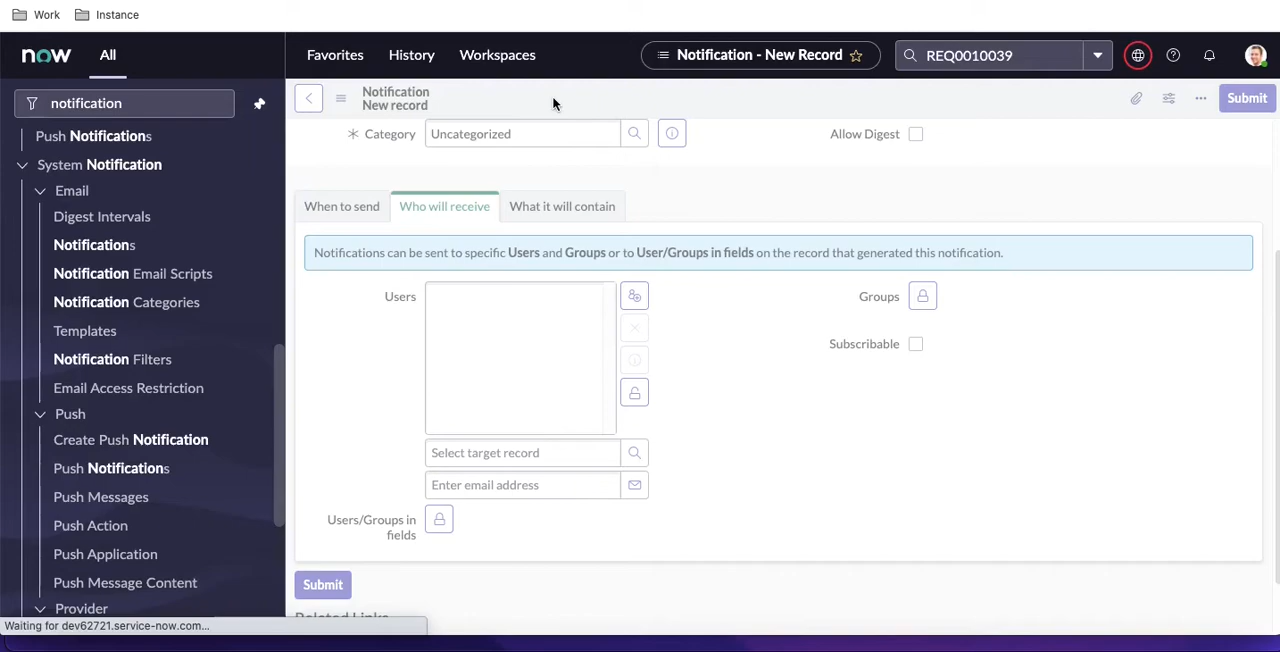 Work Instance
now All Favorites History Workspaces Notification - New Record REQ0010039
notification
Notification
New record
Submit
Push Notifications
System Notification
Email
Digest Intervals
Notifications
Notification Email Scripts
Notification Categories
Templates
Notification Filters
Email Access Restriction
Push
Create Push Notification
Push Notifications
Push Messages
Push Action
Push Application
Push Message Content
Provider
Waiting for dev62721.service-now.com...
* Category Uncategorized Allow Digest
When to send Who will receive What it will contain
Notifications can be sent to specific Users and Groups or to User/Groups in fields on the record that generated this notification.
Users Groups
Subscribable
Select target record
Enter email address
Users/Groups in
fields
Submit
Related Links